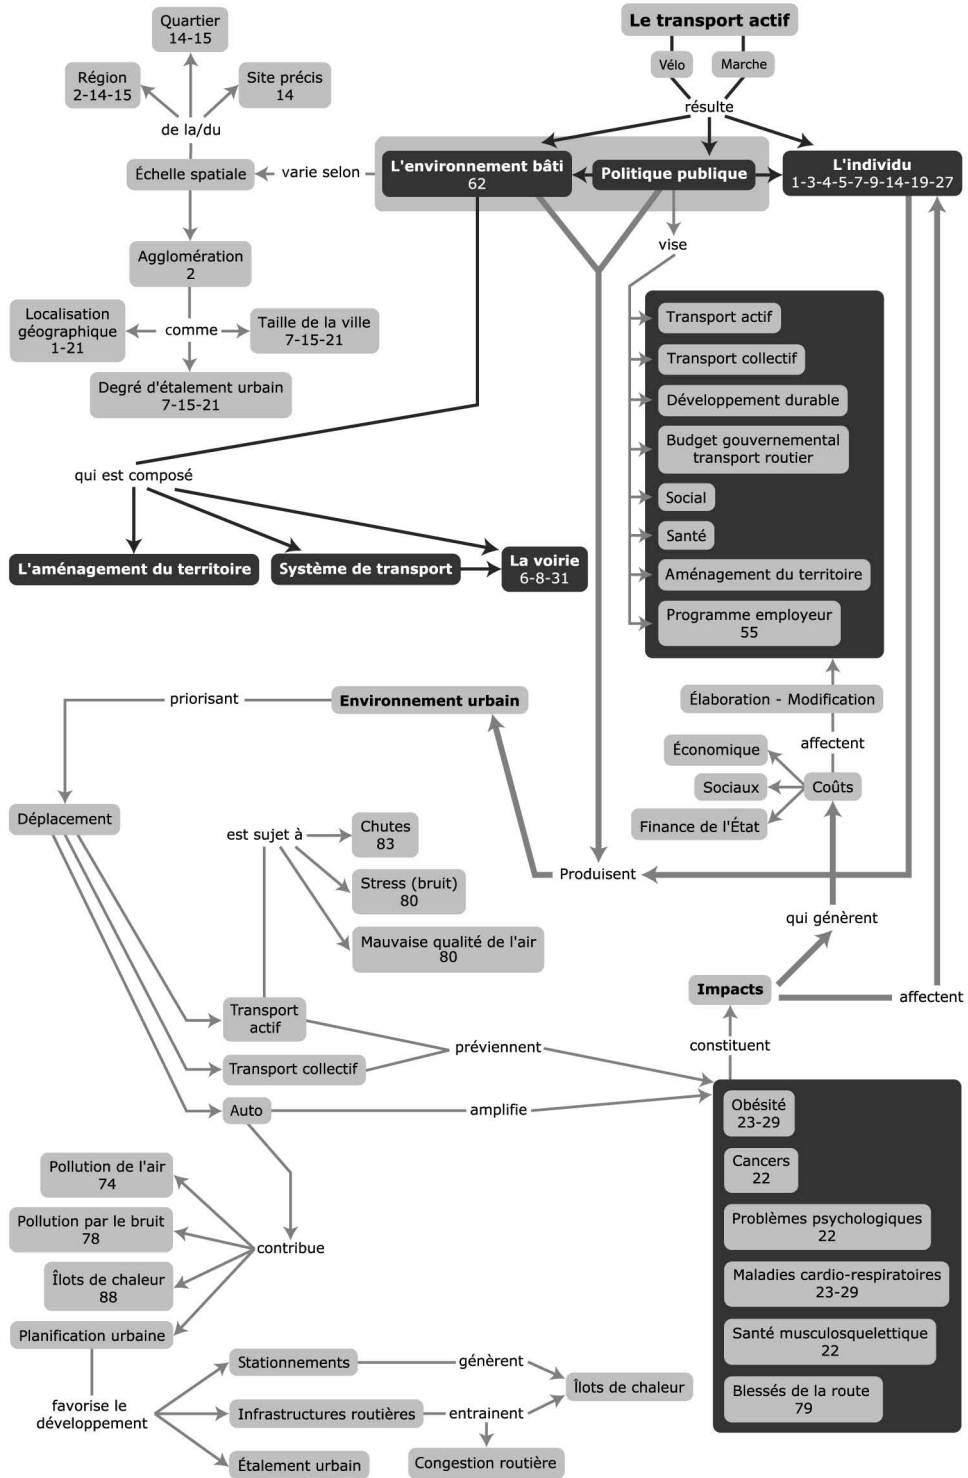 Le transport actif
Vélo
Marche
résulte
L'environnement bâti
62
Politique publique
L'individu
1-3-4-5-7-9-14-19-27
varie selon
Échelle spatiale
de la/du
Quartier
14-15
Région
2-14-15
Site précis
14
Agglomération
2
comme
Localisation
géographique
1-21
Taille de la ville
7-15-21
Degré d'étalement urbain
7-15-21
qui est composé
L'aménagement du territoire
Système de transport
La voirie
6-8-31
vise
Transport actif
Transport collectif
Développement durable
Budget gouvernemental
transport routier
Social
Santé
Aménagement du territoire
Programme employeur
55
Élaboration - Modification
affectent
Économique
Sociaux
Coûts
Finance de l'État
Produisent
qui génèrent
Impacts
affectent
constituent
Environnement urbain
priorisant
Déplacement
est sujet à
Chutes
83
Stress (bruit)
80
Mauvaise qualité de l'air
80
Transport
actif
Transport collectif
préviennent
Auto
amplifie
Obésité
23-29
Cancers
22
Problèmes psychologiques
22
Maladies cardio-respiratoires
23-29
Santé musculosquelettique
22
Blessés de la route
79
contribue
Pollution de l'air
74
Pollution par le bruit
78
Îlots de chaleur
88
Planification urbaine
favorise le
développement
Stationnements
génèrent
Îlots de chaleur
Infrastructures routières
entrainent
Étalement urbain
Congestion routière